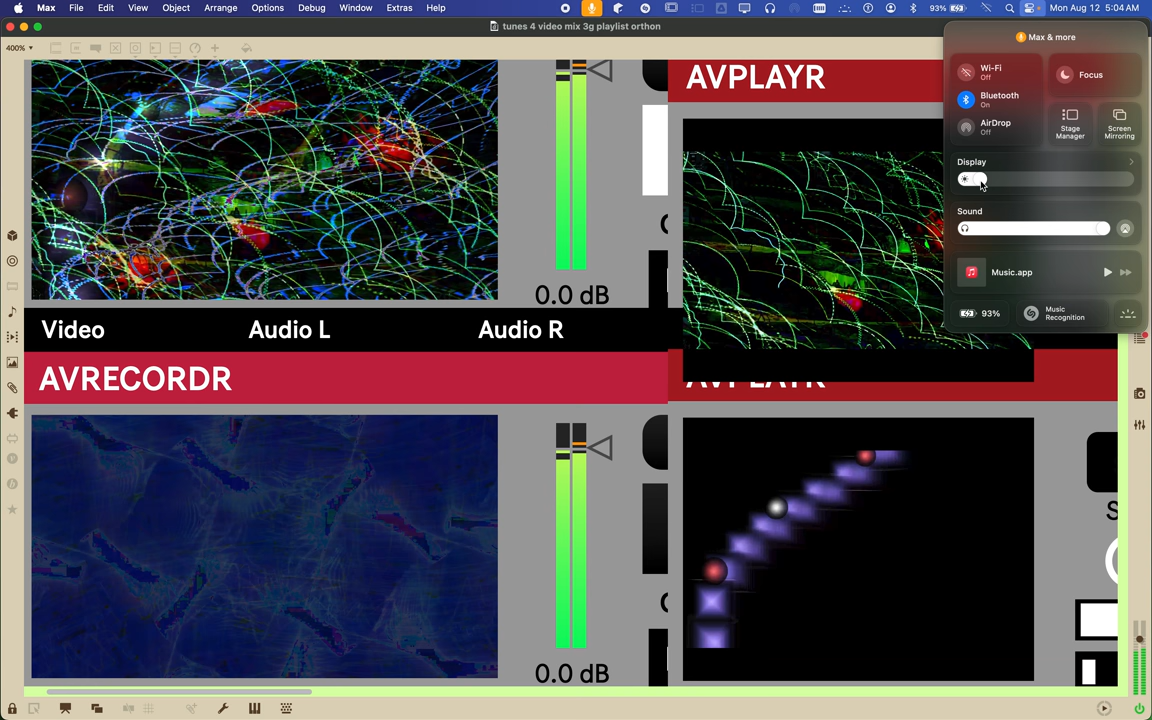 Max File Edit View Object Arrange Options Debug Window Extras Help 93% Mon Aug 12 5:04 AM
tunes 4 video mix 3g playlist orthon
400%
Max & more
Wi-Fi
Off
Bluetooth
On
AirDrop
Off
Focus
Stage
Manager
Screen
Mirroring
Display
Sound
Music.app
93%
Music
Recognition
AVPLAYR
0.0 dB
Video Audio L Audio R
AVRECORDR
AVPLAYR
0.0 dB